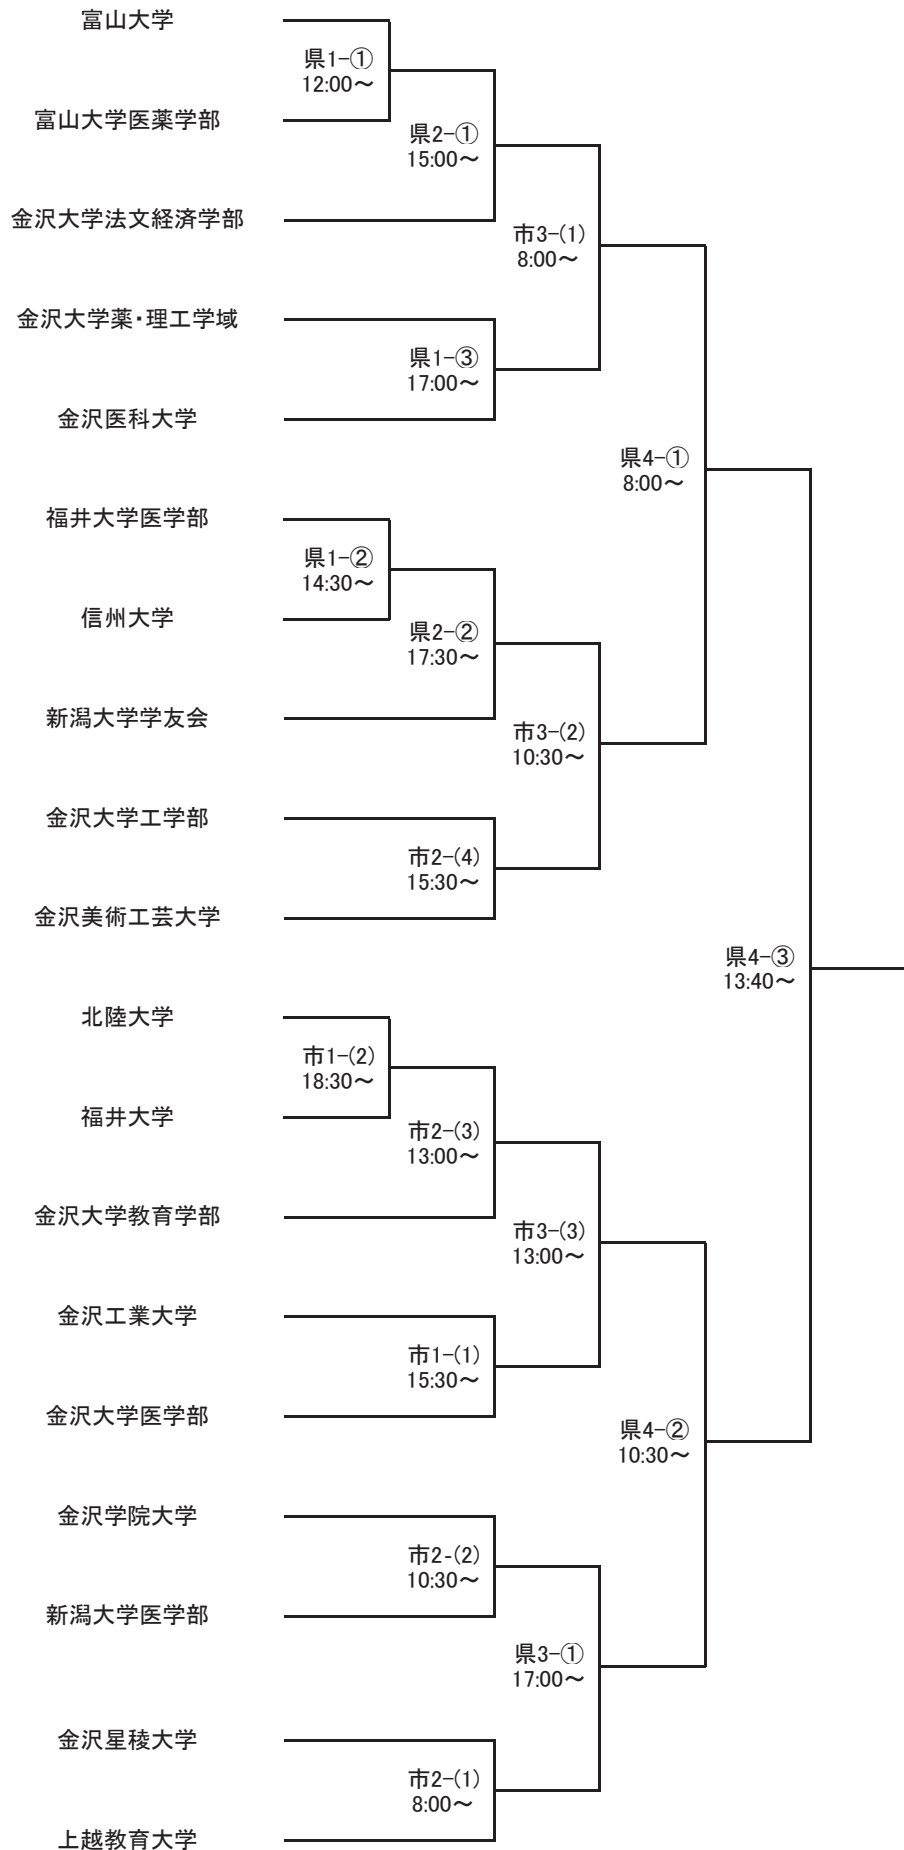 富山大学
県1-①
12:00～
富山大学医薬学部
県2-①
15:00～
金沢大学法文経済学部
市3-(1)
8:00～
金沢大学薬・理工学域
県1-③
17:00～
金沢医科大学
県4-①
8:00～
福井大学医学部
県1-②
14:30～
信州大学
県2-②
17:30～
新潟大学学友会
市3-(2)
10:30～
金沢大学工学部
市2-(4)
15:30～
金沢美術工芸大学
県4-③
13:40～
北陸大学
市1-(2)
18:30～
福井大学
市2-(3)
13:00～
金沢大学教育学部
市3-(3)
13:00～
金沢工業大学
市1-(1)
15:30～
金沢大学医学部
県4-②
10:30～
金沢学院大学
市2-(2)
10:30～
新潟大学医学部
県3-①
17:00～
金沢星稜大学
市2-(1)
8:00～
上越教育大学